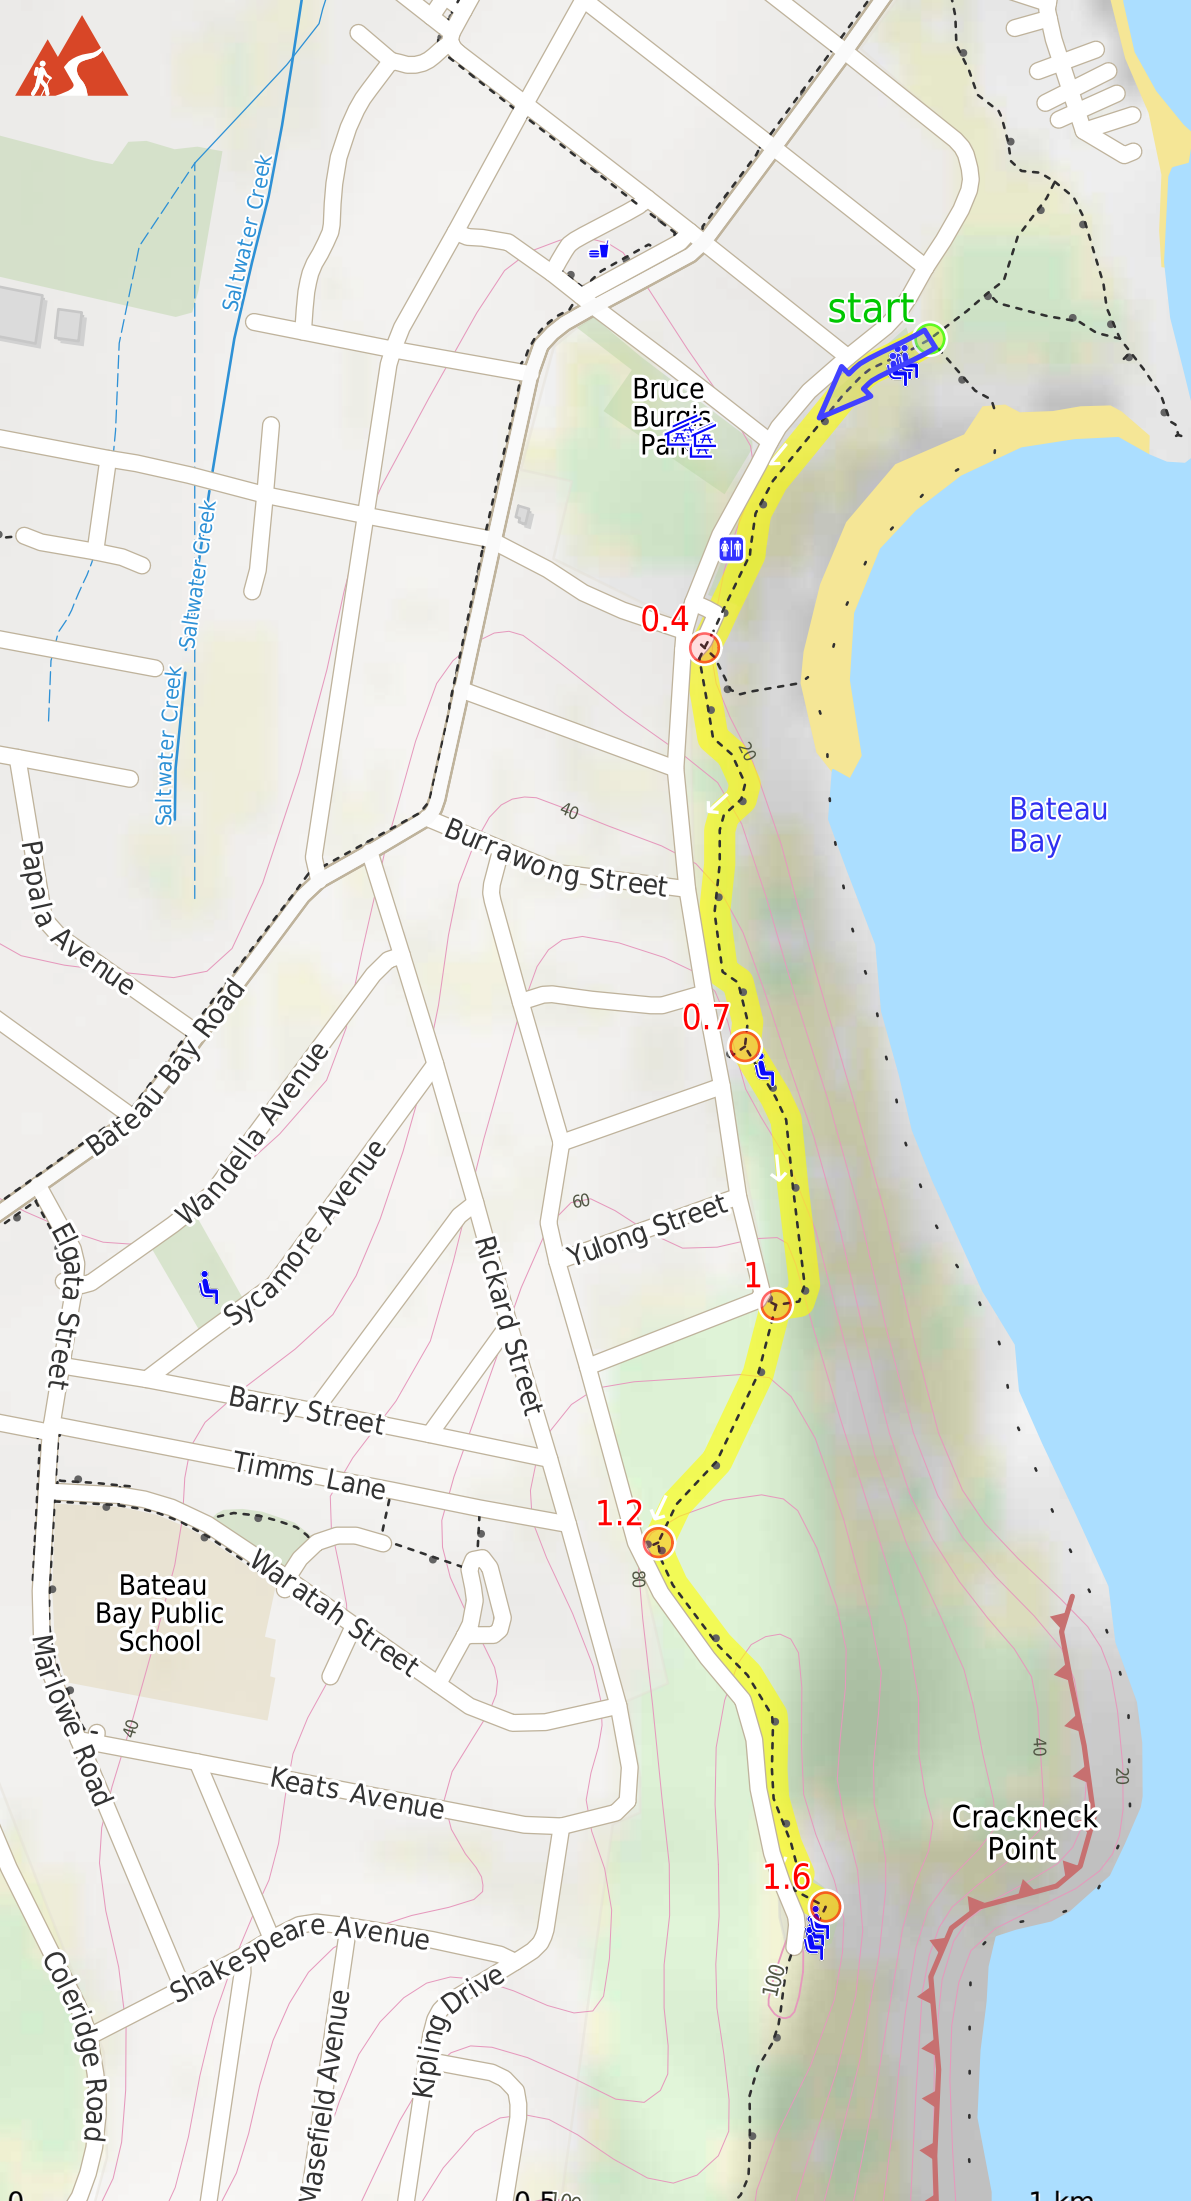 Saltwater Creek
start
Bruce
Burgis
Park
Saltwater Creek
0.4
Saltwater Creek
20
40
Bateau
Bay
Burrawong Street
Papala Avenue
Bateau Bay Road
0.7
Wandella Avenue
Sycamore Avenue
60
Yulong Street
Elgata Street
Rickard Street
1
Barry Street
Timms Lane
1.2
80
Waratah Street
Bateau
Bay Public
School
Marlowe Road
40
40
20
Keats Avenue
Crackneck
Point
1.6
Shakespeare Avenue
Coleridge Road
100
Kipling Drive
Masefield Avenue
0
0.5
100
1 km